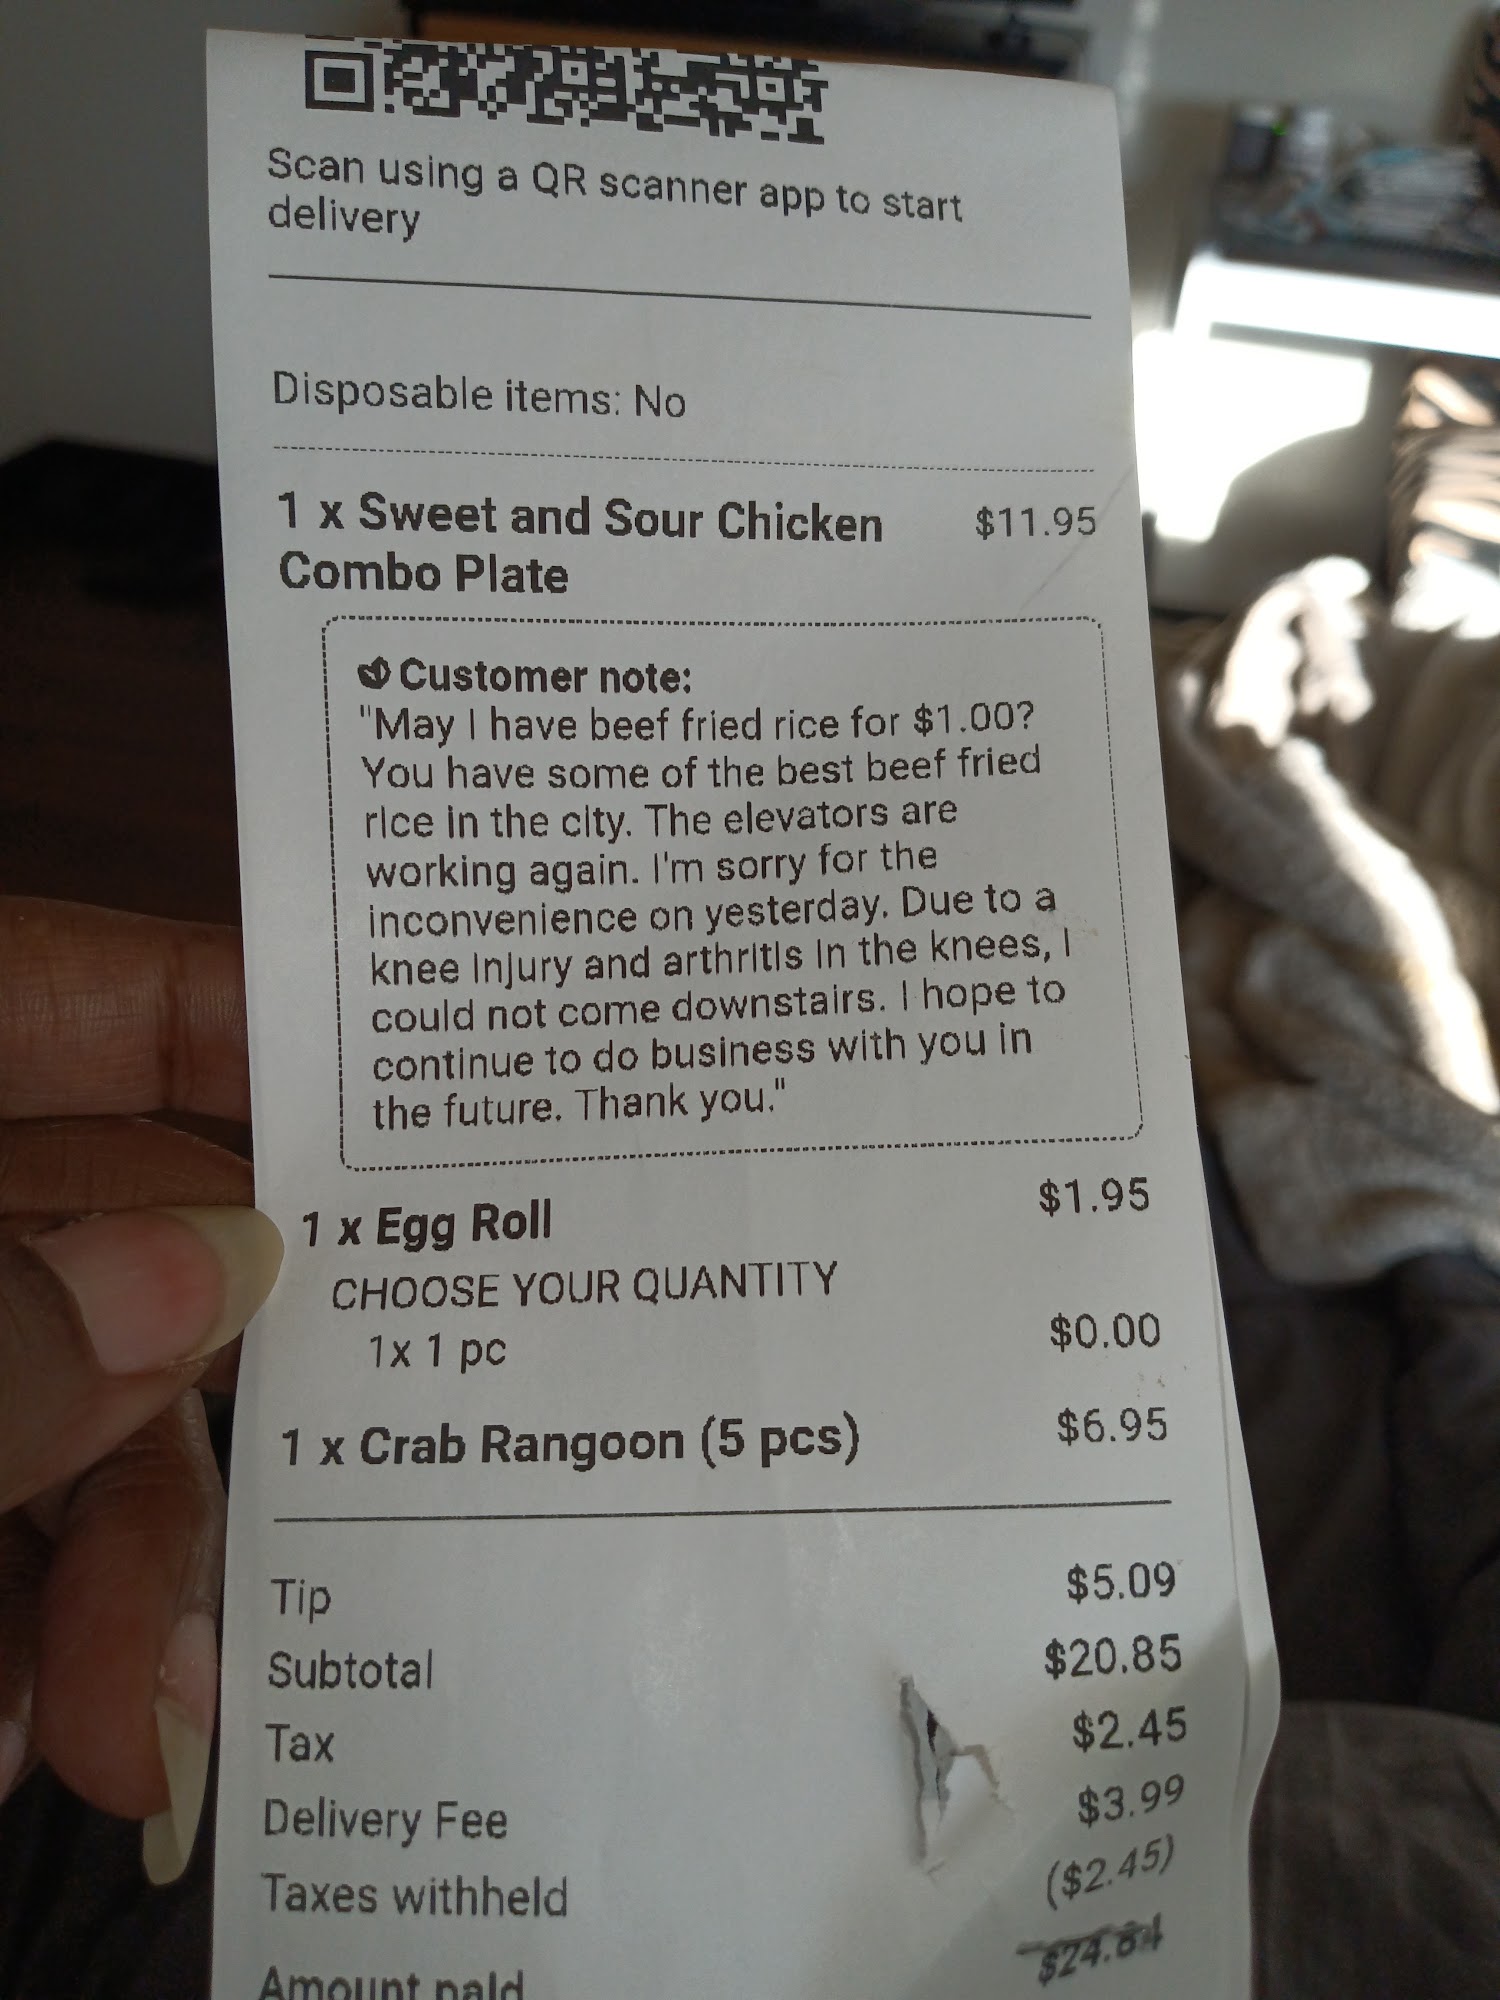 Scan using a QR scanner app to start
delivery
Disposable items: No
1 x Sweet and Sour Chicken $11.95
Combo Plate
Customer note:
"May I have beef fried rice for $1.00?
You have some of the best beef fried
rice in the city. The elevators are
working again. I'm sorry for the
inconvenience on yesterday. Due to a
knee injury and arthritis in the knees, I
could not come downstairs. I hope to
continue to do business with you in
the future. Thank you."
1 x Egg Roll $1.95
CHOOSE YOUR QUANTITY
1x 1 pc $0.00
1 x Crab Rangoon (5 pcs) $6.95
Tip $5.09
Subtotal $20.85
Tax $2.45
Delivery Fee $3.99
Taxes withheld ($2.45)
Amount paid $24.84